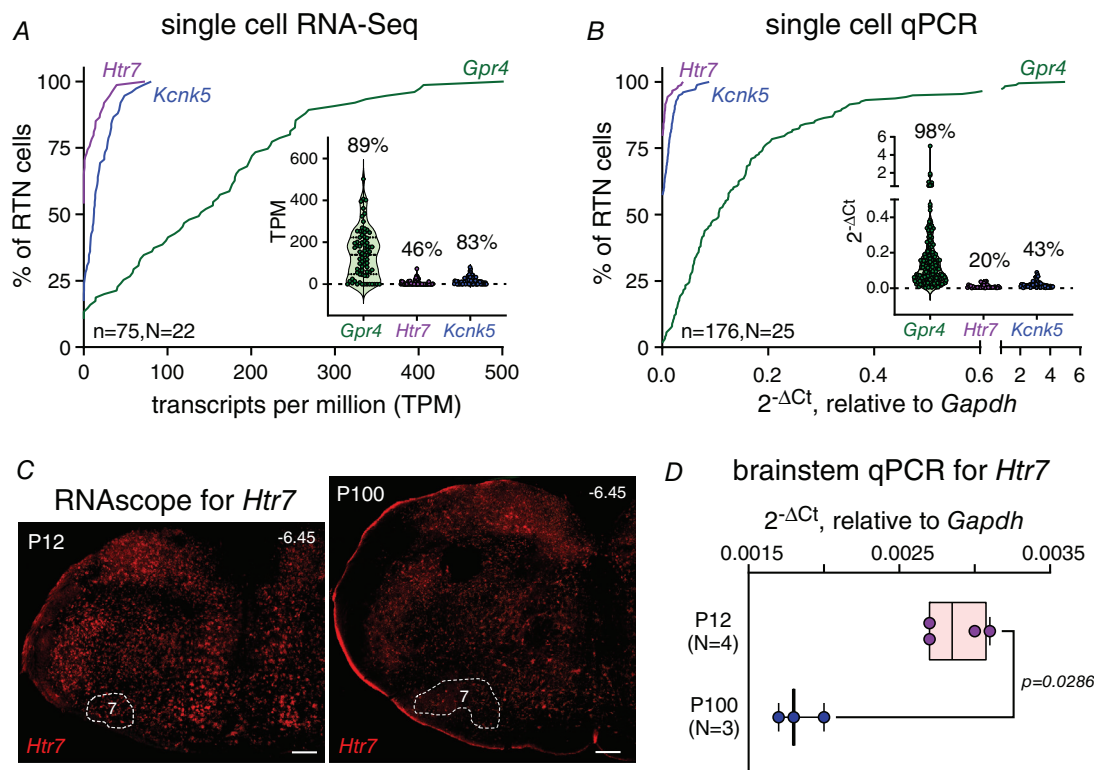 A single cell RNA-Seq
Htr7
Kcnk5
Gpr4
% of RTN cells
100
75
50
25
0
n=75,N=22
0 100 200 300 400 500
transcripts per million (TPM)
TPM
600
400
200
0
89%
46%
83%
Gpr4 Htr7 Kcnk5
B single cell qPCR
Htr7
Kcnk5
Gpr4
% of RTN cells
100
75
50
25
0
n=176,N=25
0.0 0.2 0.4 0.6 2 4 6
2-ΔCt, relative to Gapdh
2-ΔCt
6
4
2
0.4
0.2
0.0
98%
20%
43%
Gpr4 Htr7 Kcnk5
C RNAscope for Htr7
P12 -6.45
7
Htr7
P100 -6.45
7
Htr7
D brainstem qPCR for Htr7
2-ΔCt, relative to Gapdh
0.0015 0.0025 0.0035
P12
(N=4)
P100
(N=3)
p=0.0286